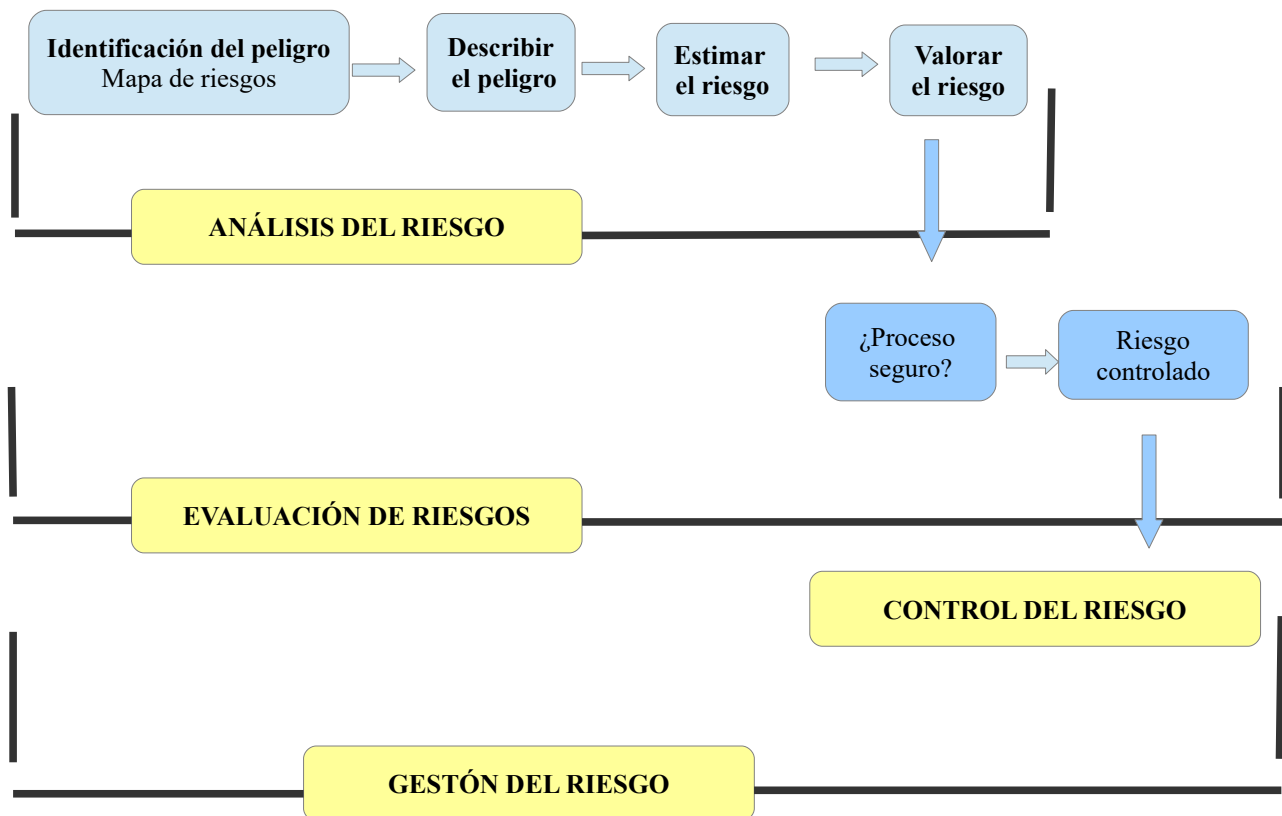 Identificación del peligro
Mapa de riesgos
Describir
el peligro
Estimar
el riesgo
Valorar
el riesgo
ANÁLISIS DEL RIESGO
¿Proceso
seguro?
Riesgo
controlado
EVALUACIÓN DE RIESGOS
CONTROL DEL RIESGO
GESTÓN DEL RIESGO